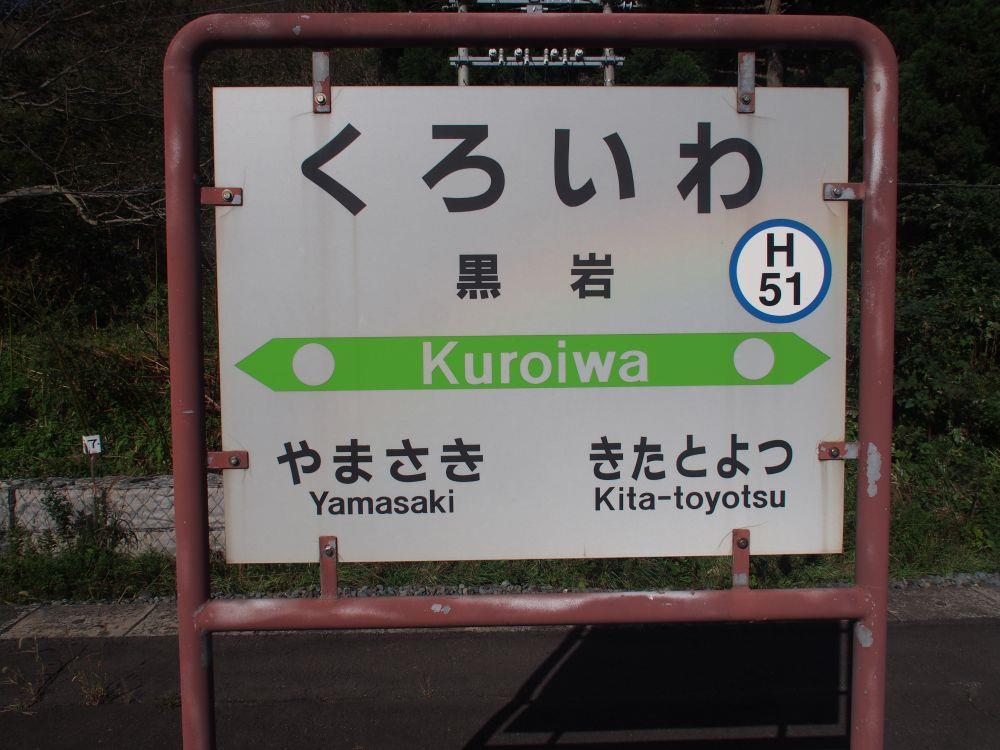 くろいわ
黒岩
H
51
Kuroiwa
やまさき
Yamasaki
きたとよつ
Kita-toyotsu
7